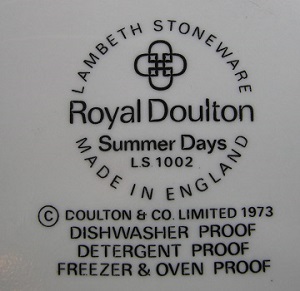 LAMBETH STONEWARE
Royal Doulton
Summer Days
LS 1002
MADE IN ENGLAND
© DOULTON & CO. LIMITED 1973
DISHWASHER PROOF
DETERGENT PROOF
FREEZER & OVEN PROOF